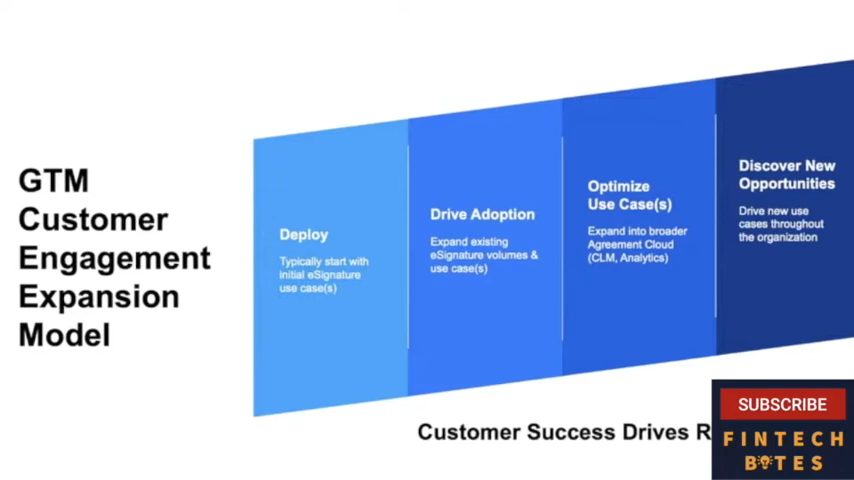 GTM
Customer
Engagement
Expansion
Model
Deploy
Typically start with
initial eSignature
use case(s)
Drive Adoption
Expand existing
eSignature volumes &
use case(s)
Optimize
Use Case(s)
Expand into broader
Agreement Cloud
(CLM, Analytics)
Discover New
Opportunities
Drive new use
cases throughout
the organization
Customer Success Drives
SUBSCRIBE
FINTECH
BITES